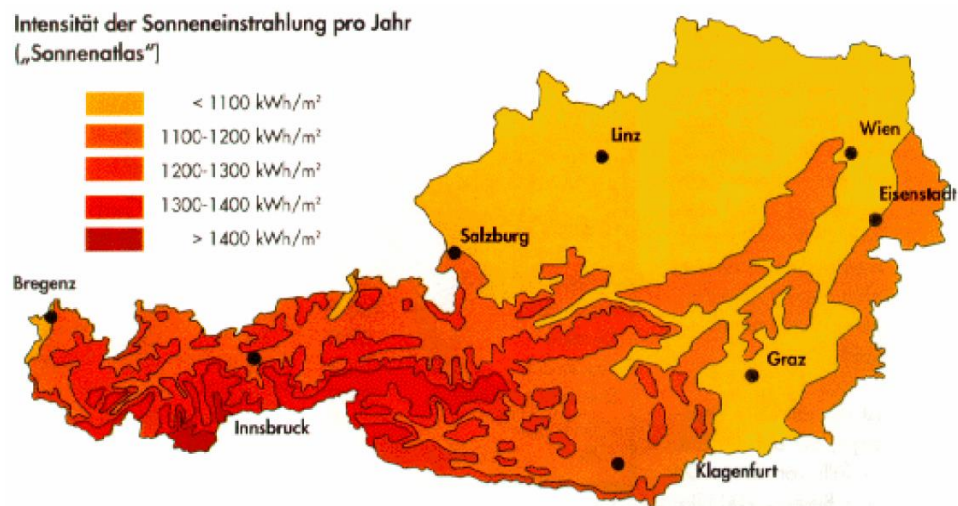 Intensität der Sonneneinstrahlung pro Jahr
(„Sonnenatlas“)
< 1100 kWh/m²
1100-1200 kWh/m²
1200-1300 kWh/m²
1300-1400 kWh/m²
> 1400 kWh/m²
Linz
Wien
Eisenstadt
Salzburg
Bregenz
Graz
Innsbruck
Klagenfurt